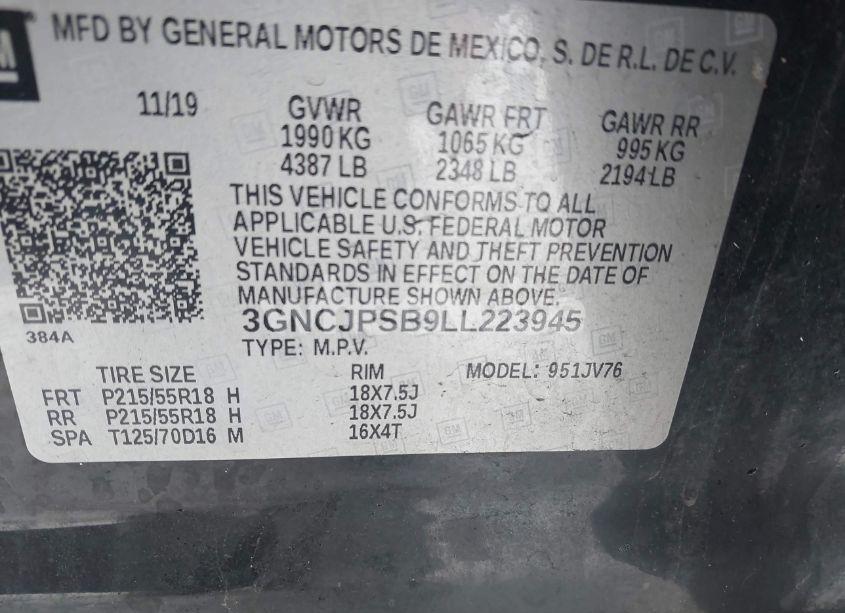 GM
MFD BY GENERAL MOTORS DE MEXICO, S. DE R.L. DE C.V.
11/19 GVWR GAWR FRT GAWR RR
1990 KG 1065 KG 995 KG
4387 LB 2348 LB 2194 LB
THIS VEHICLE CONFORMS TO ALL
APPLICABLE U.S. FEDERAL MOTOR
VEHICLE SAFETY AND THEFT PREVENTION
STANDARDS IN EFFECT ON THE DATE OF
MANUFACTURE SHOWN ABOVE.
3GNCJPSB9LL223945
384A
TYPE: M.P.V.
TIRE SIZE RIM MODEL: 951JV76
FRT P215/55R18 H 18X7.5J
RR P215/55R18 H 18X7.5J
SPA T125/70D16 M 16X4T